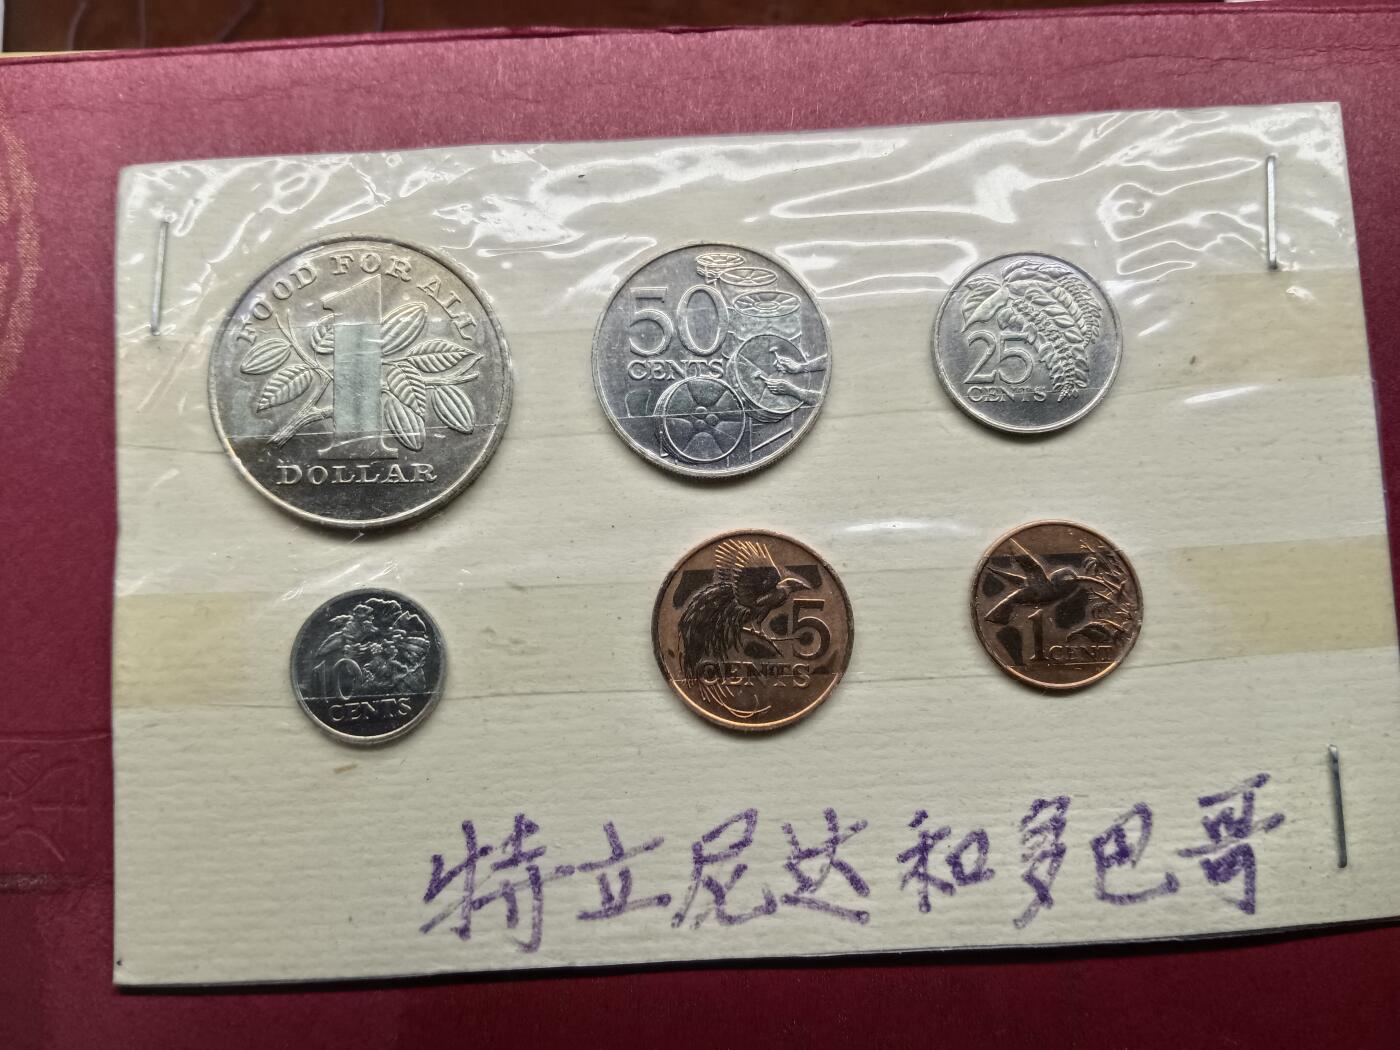 FOOD FOR ALL
1
DOLLAR
50
CENTS
25
CENTS
10
CENTS
5
CENTS
1
CENT
特立尼达和多巴哥